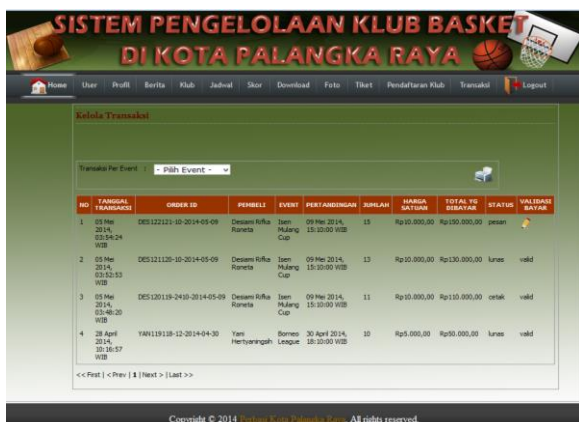 SISTEM PENGELOLAAN KLUB BASKET
DI KOTA PALANGKA RAYA
Home User Profil Berita Klub Jadwal Skor Download Foto Tiket Pendaftaran Klub Transaksi Logout
Kelola Transaksi
Transaksi Per Event : - Pilih Event -
NO TANGGAL TRANSAKSI ORDER ID PEMBELI EVENT PERTANDINGAN JUMLAH HARGA SATUAN TOTAL YG DIBAYAR STATUS VALIDASI BAYAR
1 05 Mei 2014, 03:54:24 WIB DES122121-10-2014-05-09 Desiami Rifka Roneta Isen Mulang Cup 09 Mei 2014, 15:10:00 WIB 15 Rp10.000,00 Rp150.000,00 pesan
2 05 Mei 2014, 03:52:53 WIB DES121120-10-2014-05-09 Desiami Rifka Roneta Isen Mulang Cup 09 Mei 2014, 15:10:00 WIB 13 Rp10.000,00 Rp130.000,00 lunas valid
3 05 Mei 2014, 03:48:20 WIB DES120119-2410-2014-05-09 Desiami Rifka Roneta Isen Mulang Cup 09 Mei 2014, 15:10:00 WIB 11 Rp10.000,00 Rp110.000,00 cetak valid
4 28 April 2014, 10:16:57 WIB YAN119118-12-2014-04-30 Yani Hertyaningsih Borneo League 30 April 2014, 18:10:00 WIB 10 Rp5.000,00 Rp50.000,00 lunas valid
<< First | < Prev | 1 | Next > | Last >>
Copyright © 2014 Perbasi Kota Palangka Raya. All rights reserved.